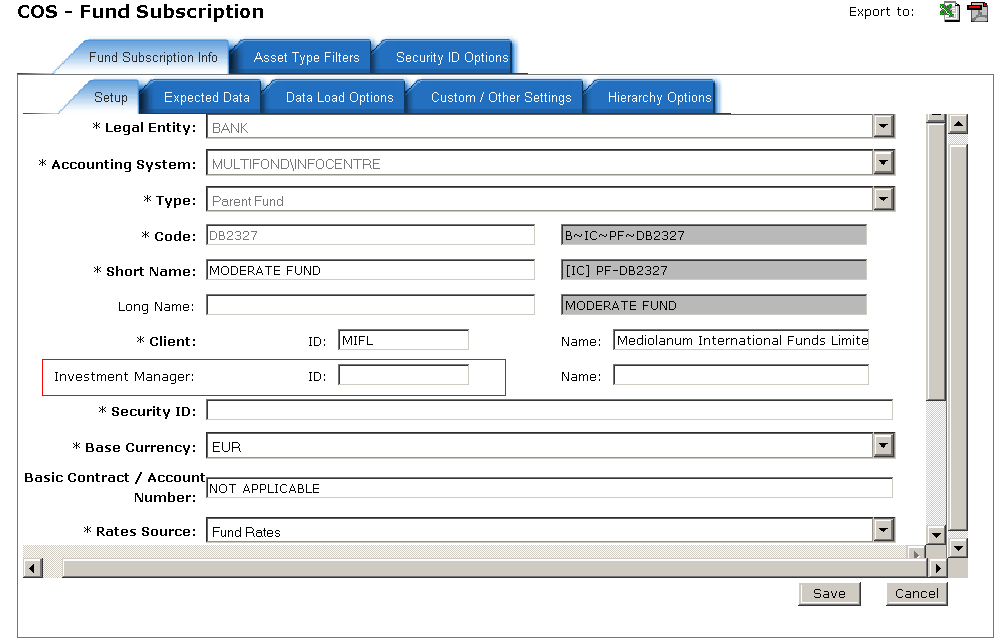 COS - Fund Subscription
Export to:
Fund Subscription Info Asset Type Filters Security ID Options
Setup Expected Data Data Load Options Custom / Other Settings Hierarchy Options
* Legal Entity: BANK
* Accounting System: MULTIFOND\INFOCENTRE
* Type: Parent Fund
* Code: DB2327 B~IC~PF~DB2327
* Short Name: MODERATE FUND [IC] PF-DB2327
Long Name: MODERATE FUND
* Client: ID: MIFL Name: Mediolanum International Funds Limite
Investment Manager: ID: Name:
* Security ID:
* Base Currency: EUR
Basic Contract / Account
Number: NOT APPLICABLE
* Rates Source: Fund Rates
Save Cancel